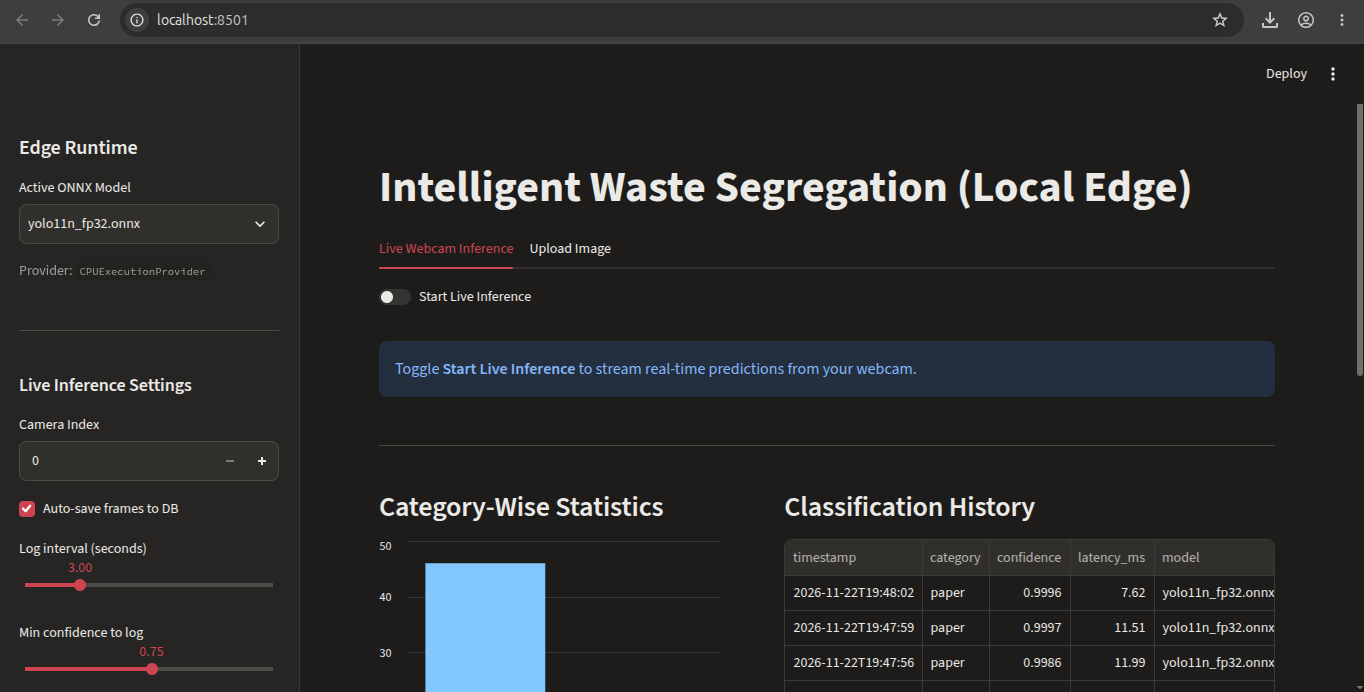 localhost:8501
Deploy
Edge Runtime
Active ONNX Model
yolo11n_fp32.onnx
Provider: CPUExecutionProvider
Live Inference Settings
Camera Index
0
Auto-save frames to DB
Log interval (seconds)
3.00
Min confidence to log
0.75
Intelligent Waste Segregation (Local Edge)
Live Webcam Inference Upload Image
Start Live Inference
Toggle Start Live Inference to stream real-time predictions from your webcam.
Category-Wise Statistics
50
40
30
Classification History
timestamp category confidence latency_ms model
2026-11-22T19:48:02 paper 0.9996 7.62 yolo11n_fp32.onnx
2026-11-22T19:47:59 paper 0.9997 11.51 yolo11n_fp32.onnx
2026-11-22T19:47:56 paper 0.9986 11.99 yolo11n_fp32.onnx